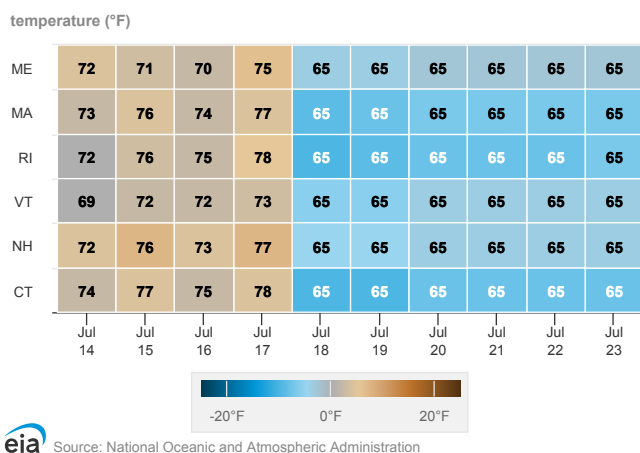 temperature (°F)
ME 72 71 70 75 65 65 65 65 65 65
MA 73 76 74 77 65 65 65 65 65 65
RI 72 76 75 78 65 65 65 65 65 65
VT 69 72 72 73 65 65 65 65 65 65
NH 72 76 73 77 65 65 65 65 65 65
CT 74 77 75 78 65 65 65 65 65 65
Jul Jul Jul Jul Jul Jul Jul Jul Jul Jul
14 15 16 17 18 19 20 21 22 23
-20°F 0°F 20°F
eia Source: National Oceanic and Atmospheric Administration